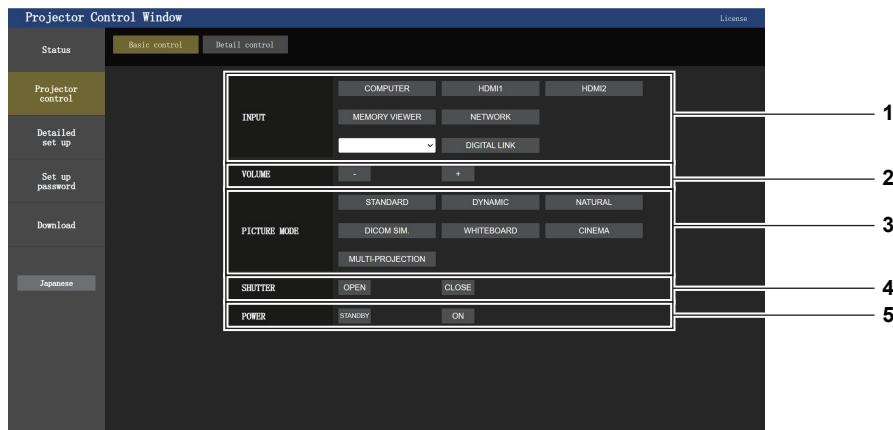 Projector Control Window
License
Status
Basic control
Detail control
Projector
control
Detailed
set up
Set up
password
Download
Japanese
INPUT
COMPUTER
HDMI1
HDMI2
MEMORY VIEWER
NETWORK
DIGITAL LINK
1
VOLUME
-
+
2
PICTURE MODE
STANDARD
DYNAMIC
NATURAL
DICOM SIM.
WHITEBOARD
CINEMA
MULTI-PROJECTION
3
SHUTTER
OPEN
CLOSE
4
POWER
STANDBY
ON
5